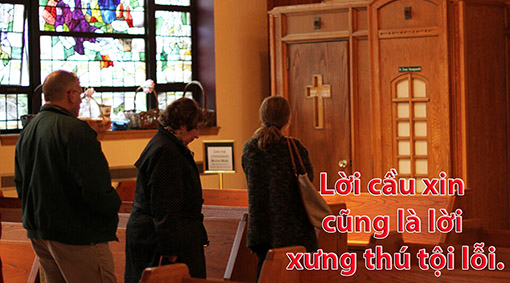 Lời cầu xin
cũng là lời
xưng thú tội lỗi.